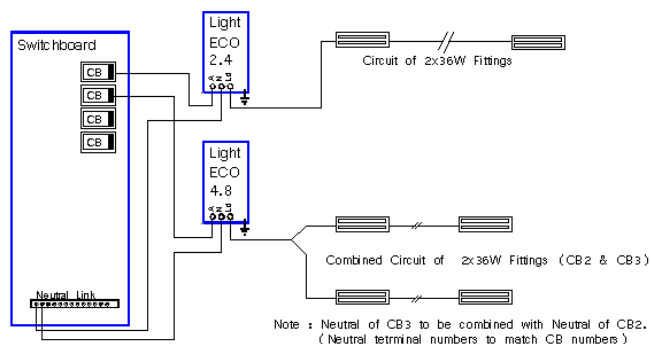 Switchboard
CB
CB
CB
CB
Neutral Link
Light
ECO
2.4
A N Ld
Circuit of 2x36W Fittings
Light
ECO
4.8
A N Ld
Combined Circuit of 2x36W Fittings (CB2 & CB3)
Note : Neutral of CB3 to be combined with Neutral of CB2.
(Neutral tetrminal numbers to match CB numbers)